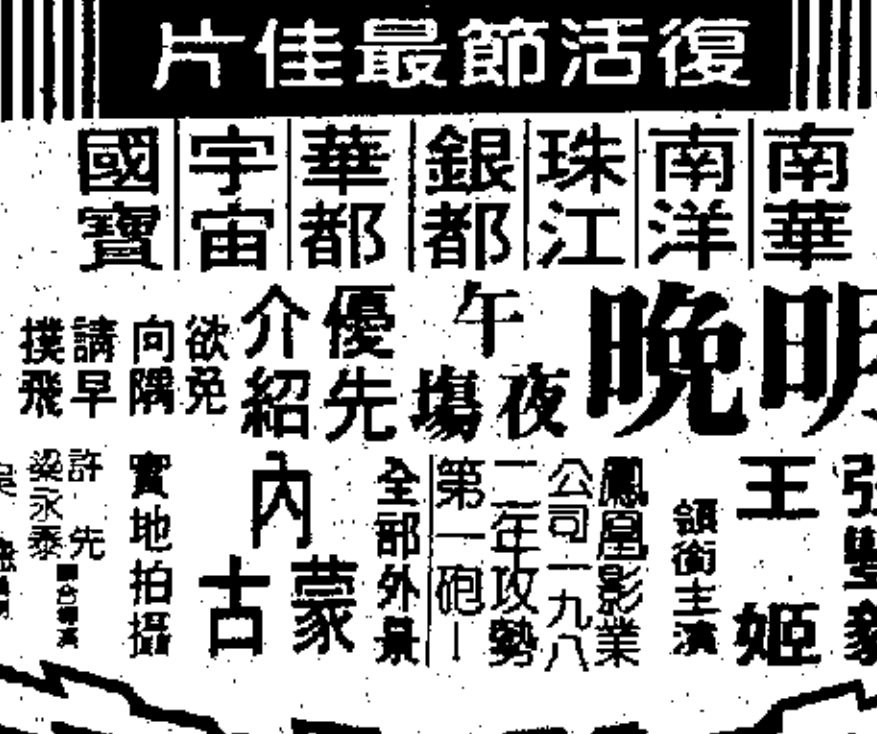 復活節最佳片
南華
南洋
珠江
銀都
華都
宇宙
國寶
明晚
午夜場
優先介紹
欲免向隅
請早撲飛
王姬
領銜主演
鳳凰影業
公司一九八
二年攻勢
第一砲!
全部外景
內蒙古
實地拍攝
許先
梁永泰